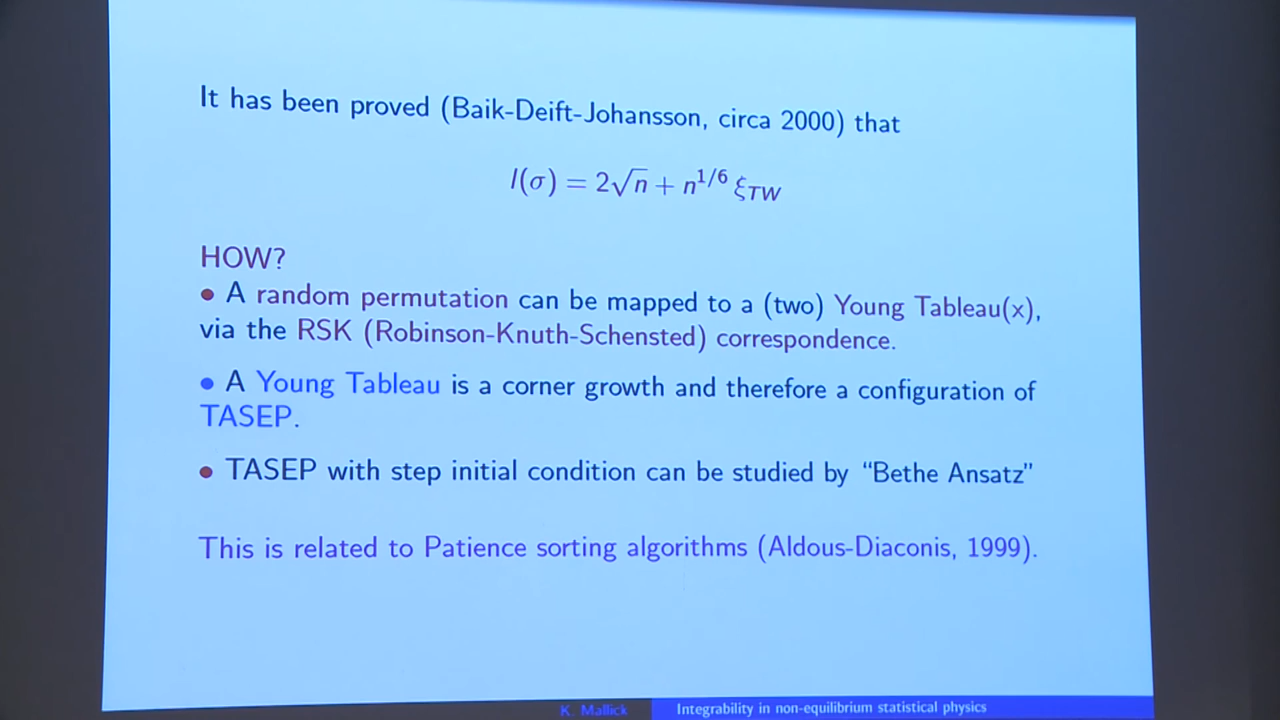 It has been proved (Baik-Deift-Johansson, circa 2000) that
l(σ) = 2√n + n^{1/6} ξ_{TW}
HOW?
• A random permutation can be mapped to a (two) Young Tableau(x),
via the RSK (Robinson-Knuth-Schensted) correspondence.
• A Young Tableau is a corner growth and therefore a configuration of
TASEP.
• TASEP with step initial condition can be studied by “Bethe Ansatz”
This is related to Patience sorting algorithms (Aldous-Diaconis, 1999).
K. Mallick Integrability in non-equilibrium statistical physics